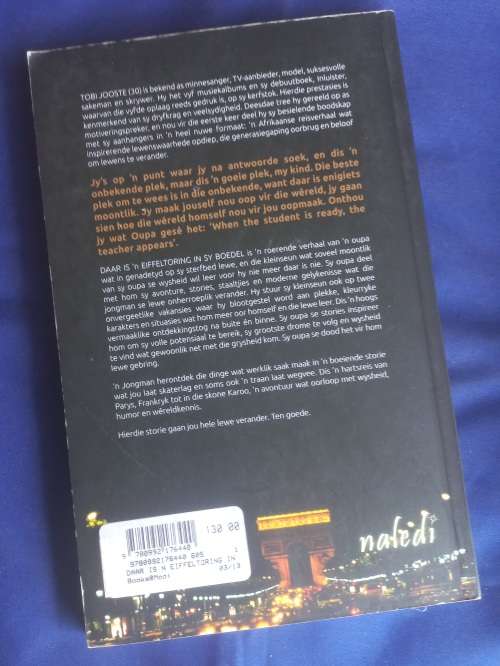 TOBI JOOSTE (30) is bekend as minnesanger, TV-aanbieder, model, suksesvolle
sakeman en skrywer. Hy het vyf musiekalbums en sy debuutboek, Inluister,
waarvan die vyfde oplaag reeds gedruk is, op sy kerfstok. Hierdie prestasies is
kenmerkend van sy dryfkrag en veelsydigheid. Deesdae tree hy gereeld op as
motiveringspreker, en nou vir die eerste keer deel hy sy besielende boodskap
met sy aanhangers in 'n heel nuwe formaat: 'n Afrikaanse reisverhaal wat
inspirerende lewenswaarhede opdiep, die generasiegaping oorbrug en beloof
om lewens te verander.
Jy's op 'n punt waar jy na antwoorde soek, en dis 'n
onbekende plek, maar dis 'n goeie plek, my kind. Die beste
plek om te wees is in die onbekende, want daar is enigiets
moontlik. Sy maak jouself nou oop vir die wêreld, jy gaan
sien hoe die wêreld homself nou vir jou oopmaak. Onthou
jy wat Oupa gesê het: 'When the student is ready, the
teacher appears'.
DAAR IS 'n EIFFELTORING IN SY BOEDEL is 'n roerende verhaal van 'n oupa
wat in genadetyd op sy sterfbed lewe, en die kleinseun wat soveel moontlik
van sy oupa se wysheid wil leer voor hy nie meer daar is nie. Sy oupa deel
met hom sy avonture, stories, staaltjies en moderne gelykenisse wat die
jongman se lewe onherroeplik verander. Hy stuur sy kleinseun ook op twee
onvergeetlike vakansies waar hy blootgestel word aan plekke, kleurryke
karakters en situasies wat hom meer oor homself en die lewe leer. Dis 'n hoogs
vermaaklike ontdekkingstog na buite én binne. Sy oupa se stories inspireer
hom om sy volle potensiaal te bereik, sy grootste drome te volg en wysheid
te vind wat gewoonlik net met die grysheid kom. Sy oupa se dood het vir hom
lewe gebring.
'n Jongman herontdek die dinge wat werklik saak maak in 'n boeiende storie
wat jou laat skaterlag en soms ook 'n traan laat wegvee. Dis 'n hartsreis van
Parys, Frankryk tot in die skone Karoo, 'n avontuur wat oorloop met wysheid,
humor en wêreldkennis.
Hierdie storie gaan jou hele lewe verander. Ten goede.
naledi
130 00
9 780992 176440
9780992176440 605 1
DAAR IS N EIFFELTORING IN
Books@Modi 03/13